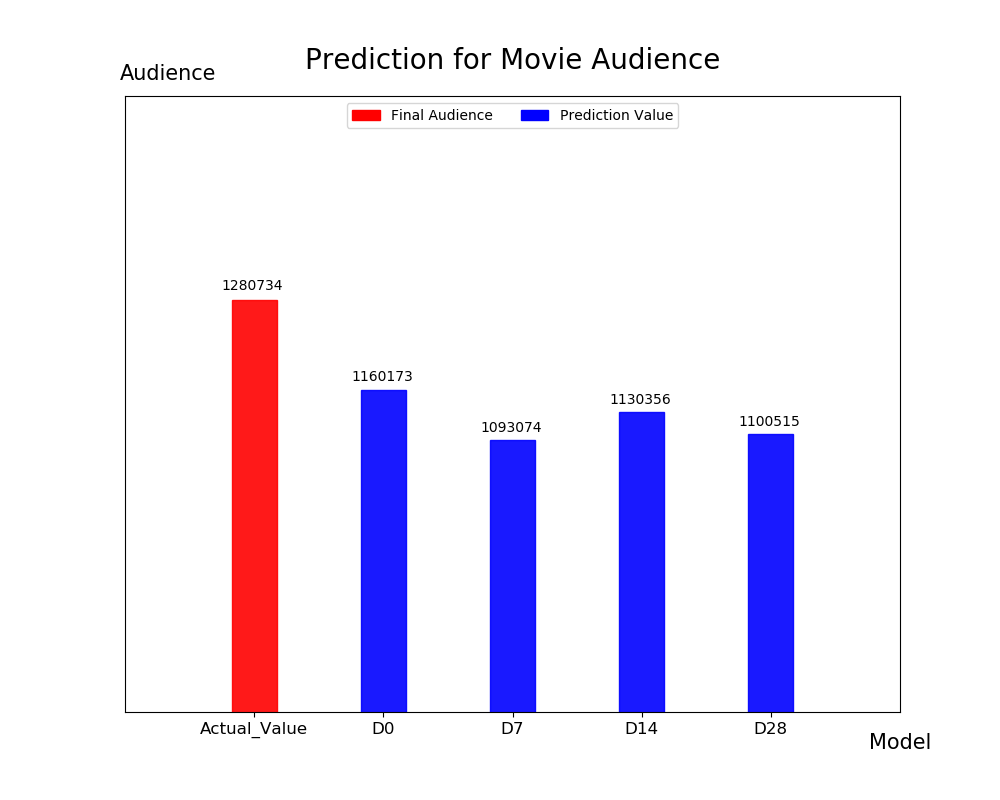 Prediction for Movie Audience
Audience
Final Audience Prediction Value
1280734
1160173
1093074
1130356
1100515
Actual_Value D0 D7 D14 D28
Model